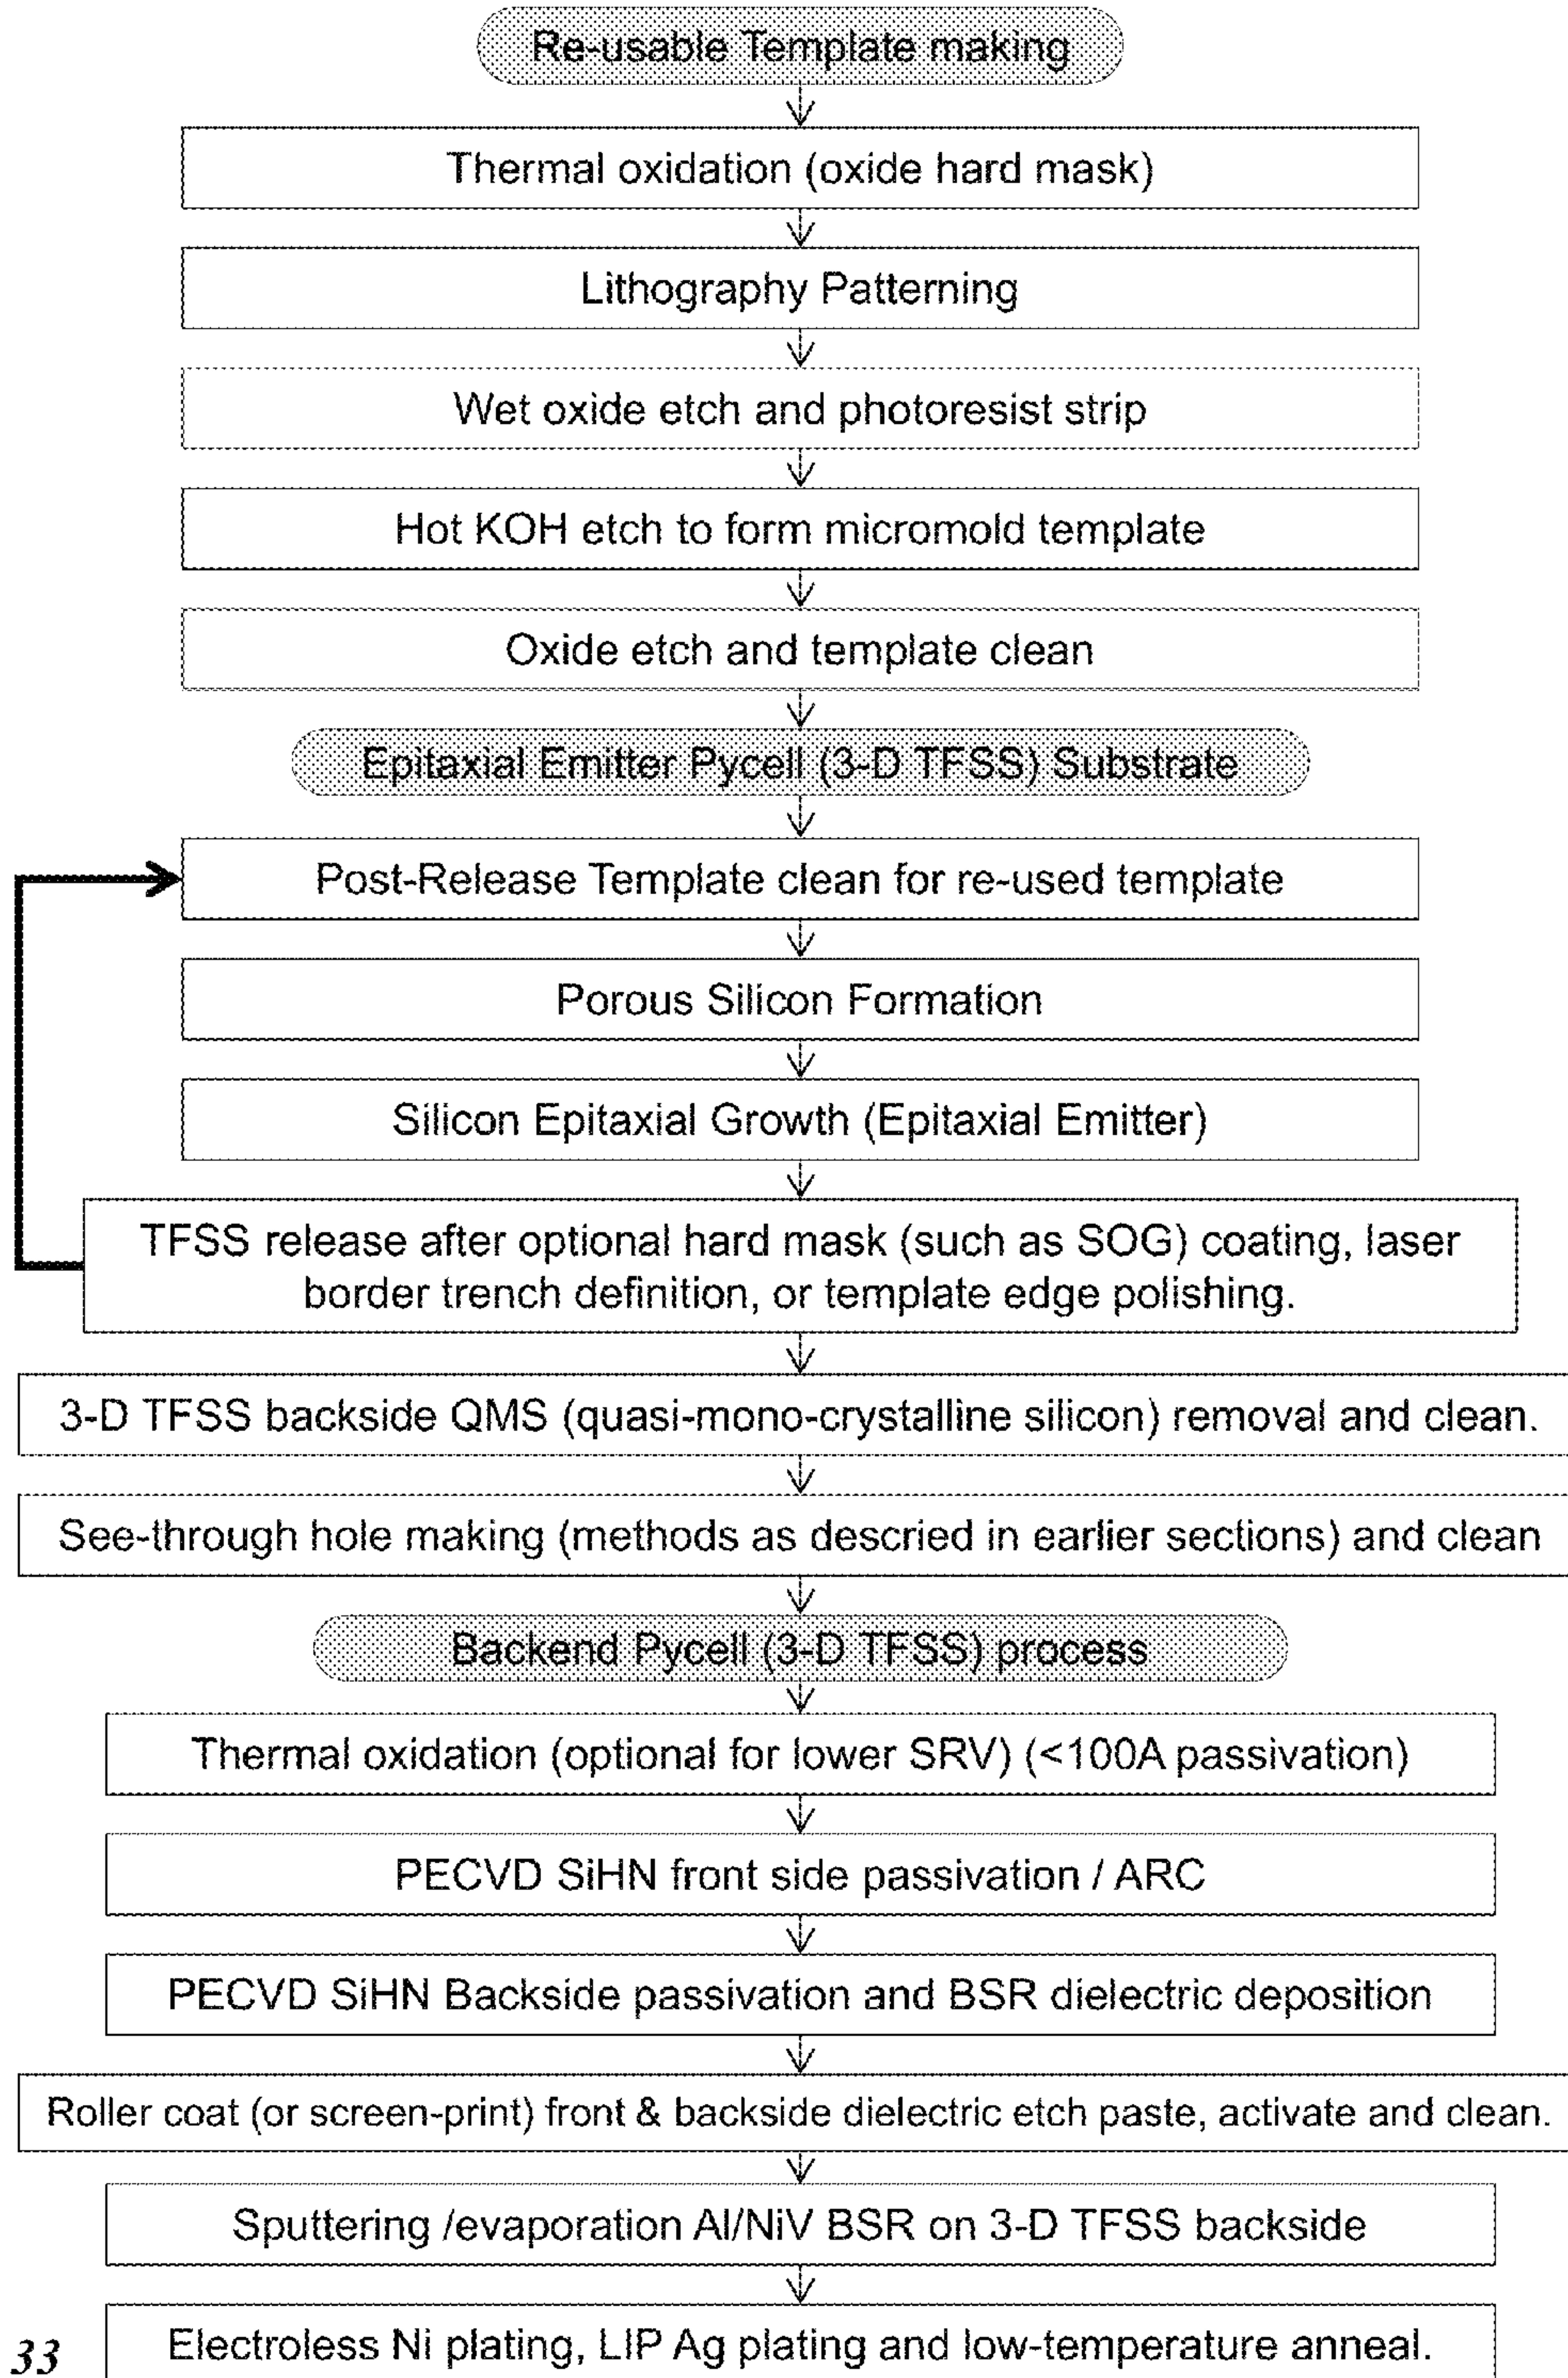 Re-usable Template making
Thermal oxidation (oxide hard mask)
Lithography Patterning
Wet oxide etch and photoresist strip
Hot KOH etch to form micromold template
Oxide etch and template clean
Epitaxial Emitter Pycell (3-D TFSS) Substrate
Post-Release Template clean for re-used template
Porous Silicon Formation
Silicon Epitaxial Growth (Epitaxial Emitter)
TFSS release after optional hard mask (such as SOG) coating, laser
border trench definition, or template edge polishing.
3-D TFSS backside QMS (quasi-mono-crystalline silicon) removal and clean.
See-through hole making (methods as descried in earlier sections) and clean
Backend Pycell (3-D TFSS) process
Thermal oxidation (optional for lower SRV) (<100A passivation)
PECVD SiHN front side passivation / ARC
PECVD SiHN Backside passivation and BSR dielectric deposition
Roller coat (or screen-print) front & backside dielectric etch paste, activate and clean.
Sputtering /evaporation Al/NiV BSR on 3-D TFSS backside
Electroless Ni plating, LIP Ag plating and low-temperature anneal.
33